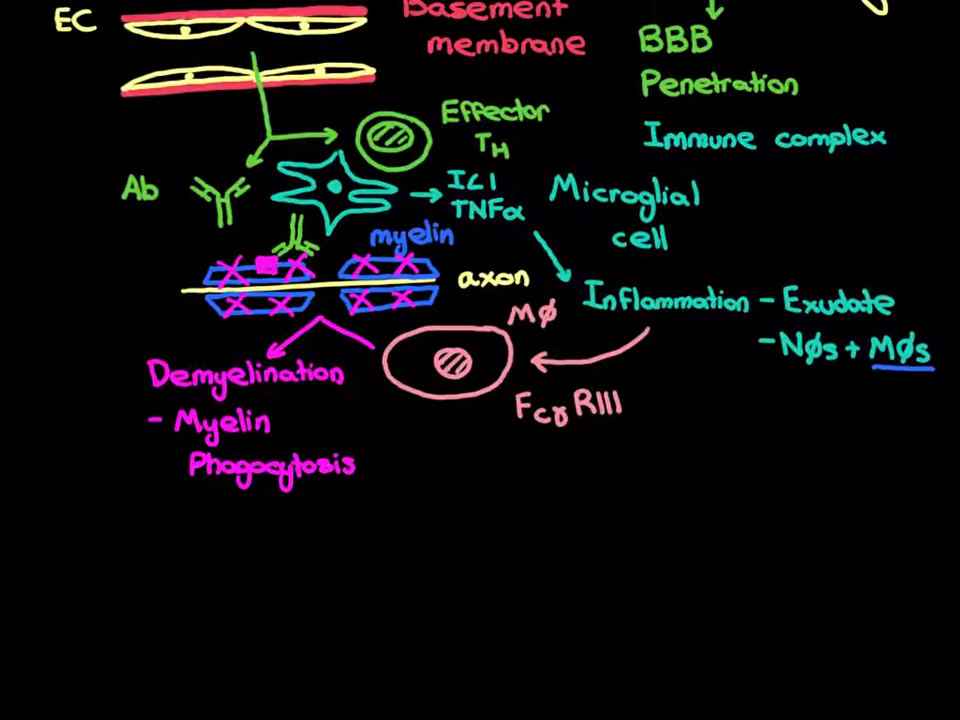 EC
Basement
membrane
BBB
Penetration
Immune complex
Effector
TH
Ab
IL1
TNFα
Microglial
cell
myelin
axon
Inflammation - Exudate
- NØs + MØs
MØ
FcγRIII
Demyelination
- Myelin
Phagocytosis